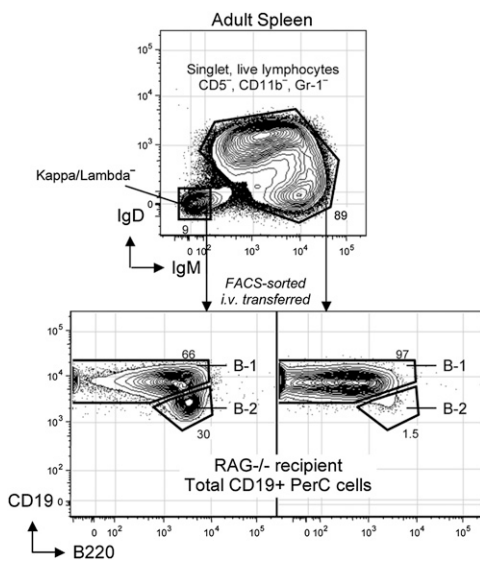 Adult Spleen
10⁵
Singlet, live lymphocytes
CD5⁻, CD11b⁻, Gr-1⁻
10³
Kappa/Lambda⁻
0
IgD
9
89
0 10² 10³ 10⁴ 10⁵
IgM
FACS-sorted
i.v. transferred
10⁵
66
97
B-1
B-1
10⁴
B-2
B-2
10³
30
1.5
RAG-/- recipient
Total CD19+ PerC cells
10²
CD19 0
0 10² 10³ 10⁴ 10⁵
0 10² 10³ 10⁴ 10⁵
B220